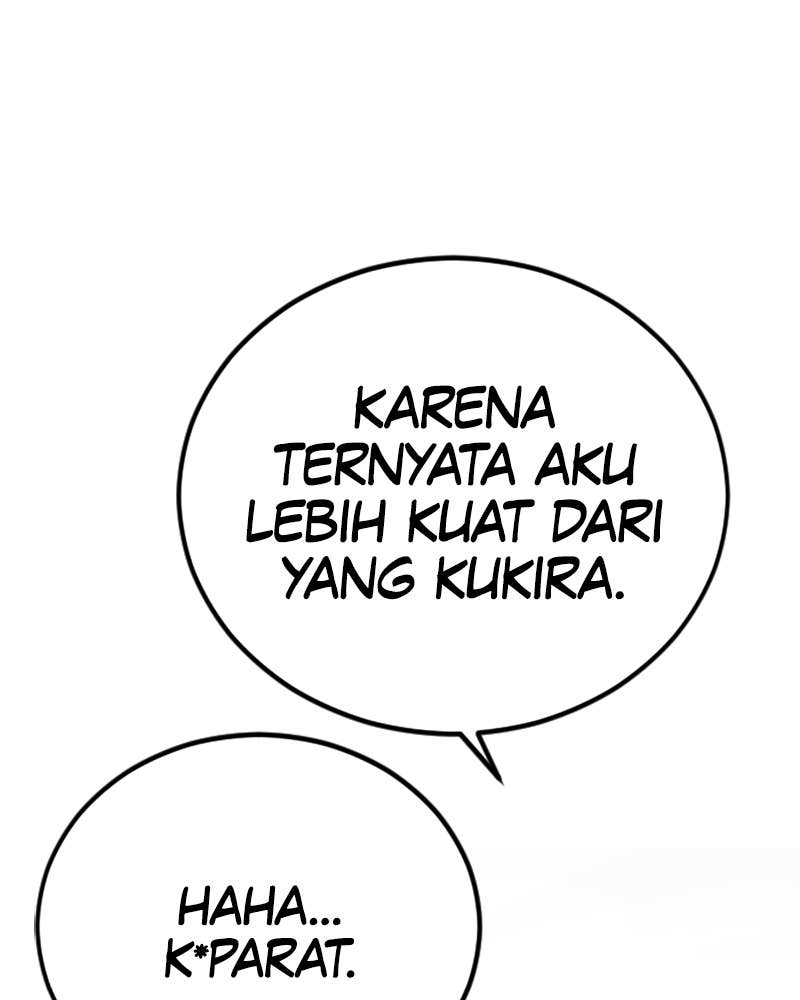 KARENA
TERNYATA AKU
LEBIH KUAT DARI
YANG KUKIRA.
HAHA...
K*PARAT.